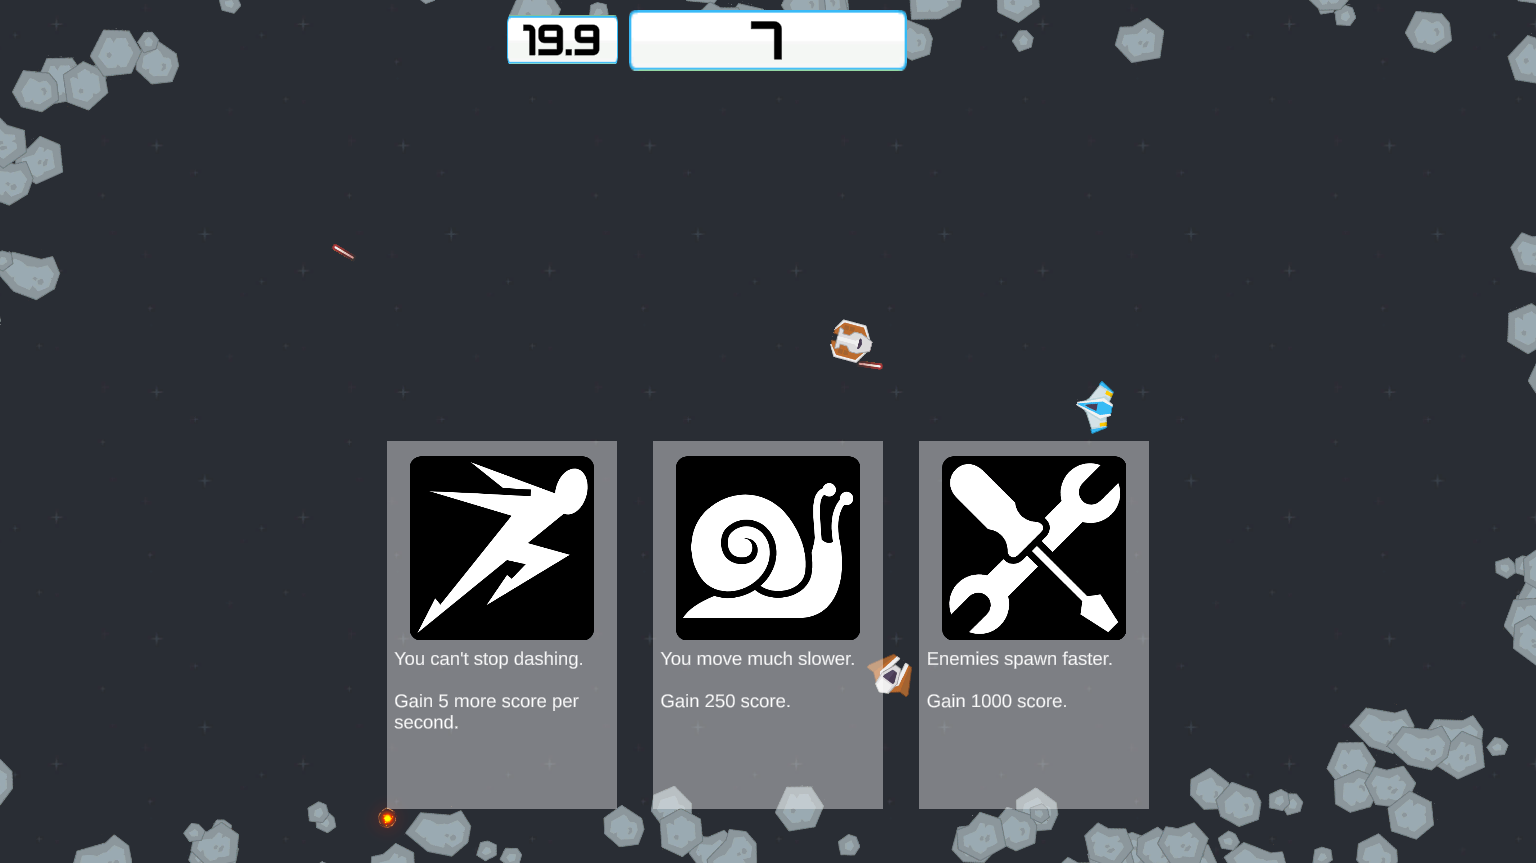 19.9
7
You can't stop dashing.
Gain 5 more score per
second.
You move much slower.
Gain 250 score.
Enemies spawn faster.
Gain 1000 score.